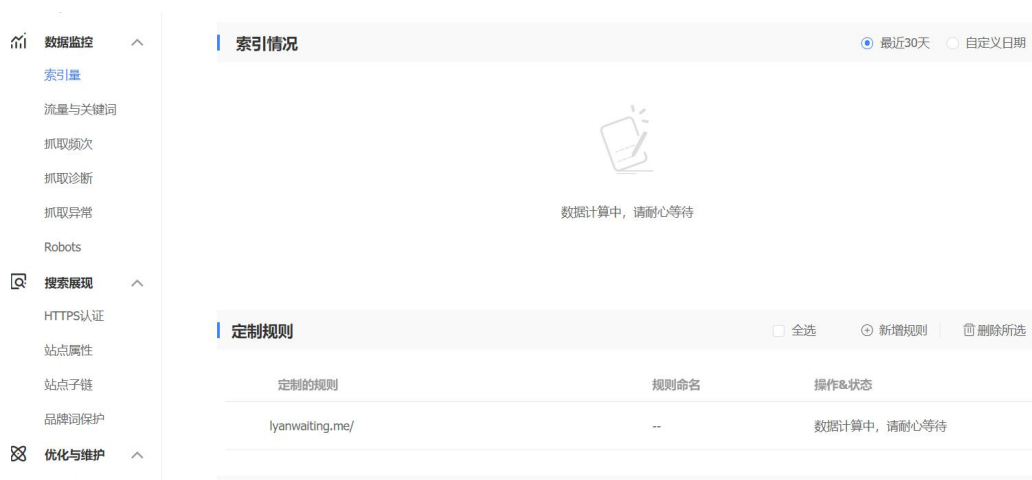 数据监控
索引量
流量与关键词
抓取频次
抓取诊断
抓取异常
Robots
搜索展现
HTTPS认证
站点属性
站点子链
品牌词保护
优化与维护
索引情况
最近30天 自定义日期
数据计算中，请耐心等待
定制规则
全选 新增规则 删除所选
定制的规则 规则命名 操作&状态
lyanwaiting.me/ -- 数据计算中，请耐心等待